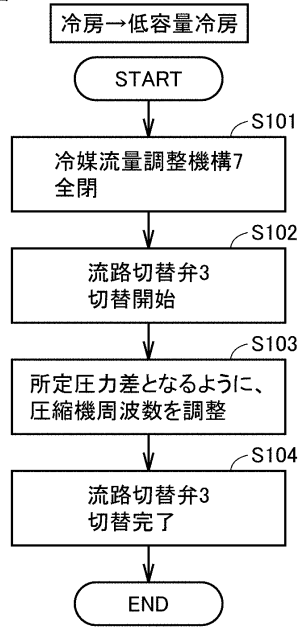 冷房→低容量冷房
START
S101
冷媒流量調整機構7
全閉
S102
流路切替弁3
切替開始
S103
所定圧力差となるように、
圧縮機周波数を調整
S104
流路切替弁3
切替完了
END